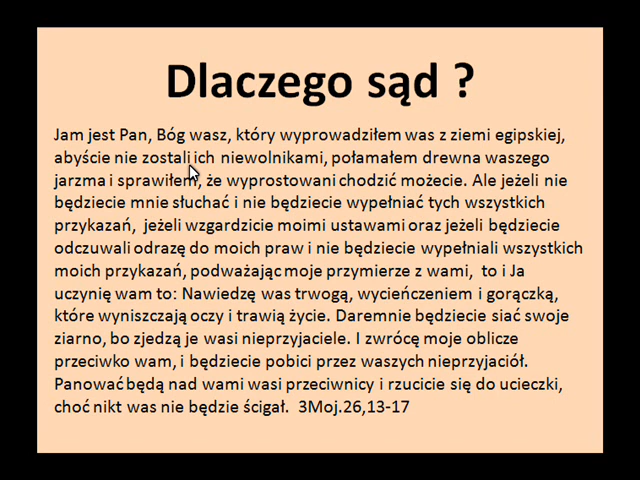 Dlaczego sąd ?
Jam jest Pan, Bóg wasz, który wyprowadziłem was z ziemi egipskiej,
abyście nie zostali ich niewolnikami, połamałem drewna waszego
jarzma i sprawiłem, że wyprostowani chodzić możecie. Ale jeżeli nie
będziecie mnie słuchać i nie będziecie wypełniać tych wszystkich
przykazań, jeżeli wzgardzicie moimi ustawami oraz jeżeli będziecie
odczuwali odrazę do moich praw i nie będziecie wypełniali wszystkich
moich przykazań, podważając moje przymierze z wami, to i Ja
uczynię wam to: Nawiedzę was trwogą, wycieńczeniem i gorączką,
które wyniszczają oczy i trawią życie. Daremnie będziecie siać swoje
ziarno, bo zjedzą je wasi nieprzyjaciele. I zwrócę moje oblicze
przeciwko wam, i będziecie pobici przez waszych nieprzyjaciół.
Panować będą nad wami wasi przeciwnicy i rzucicie się do ucieczki,
choć nikt was nie będzie ścigał. 3Moj.26,13-17